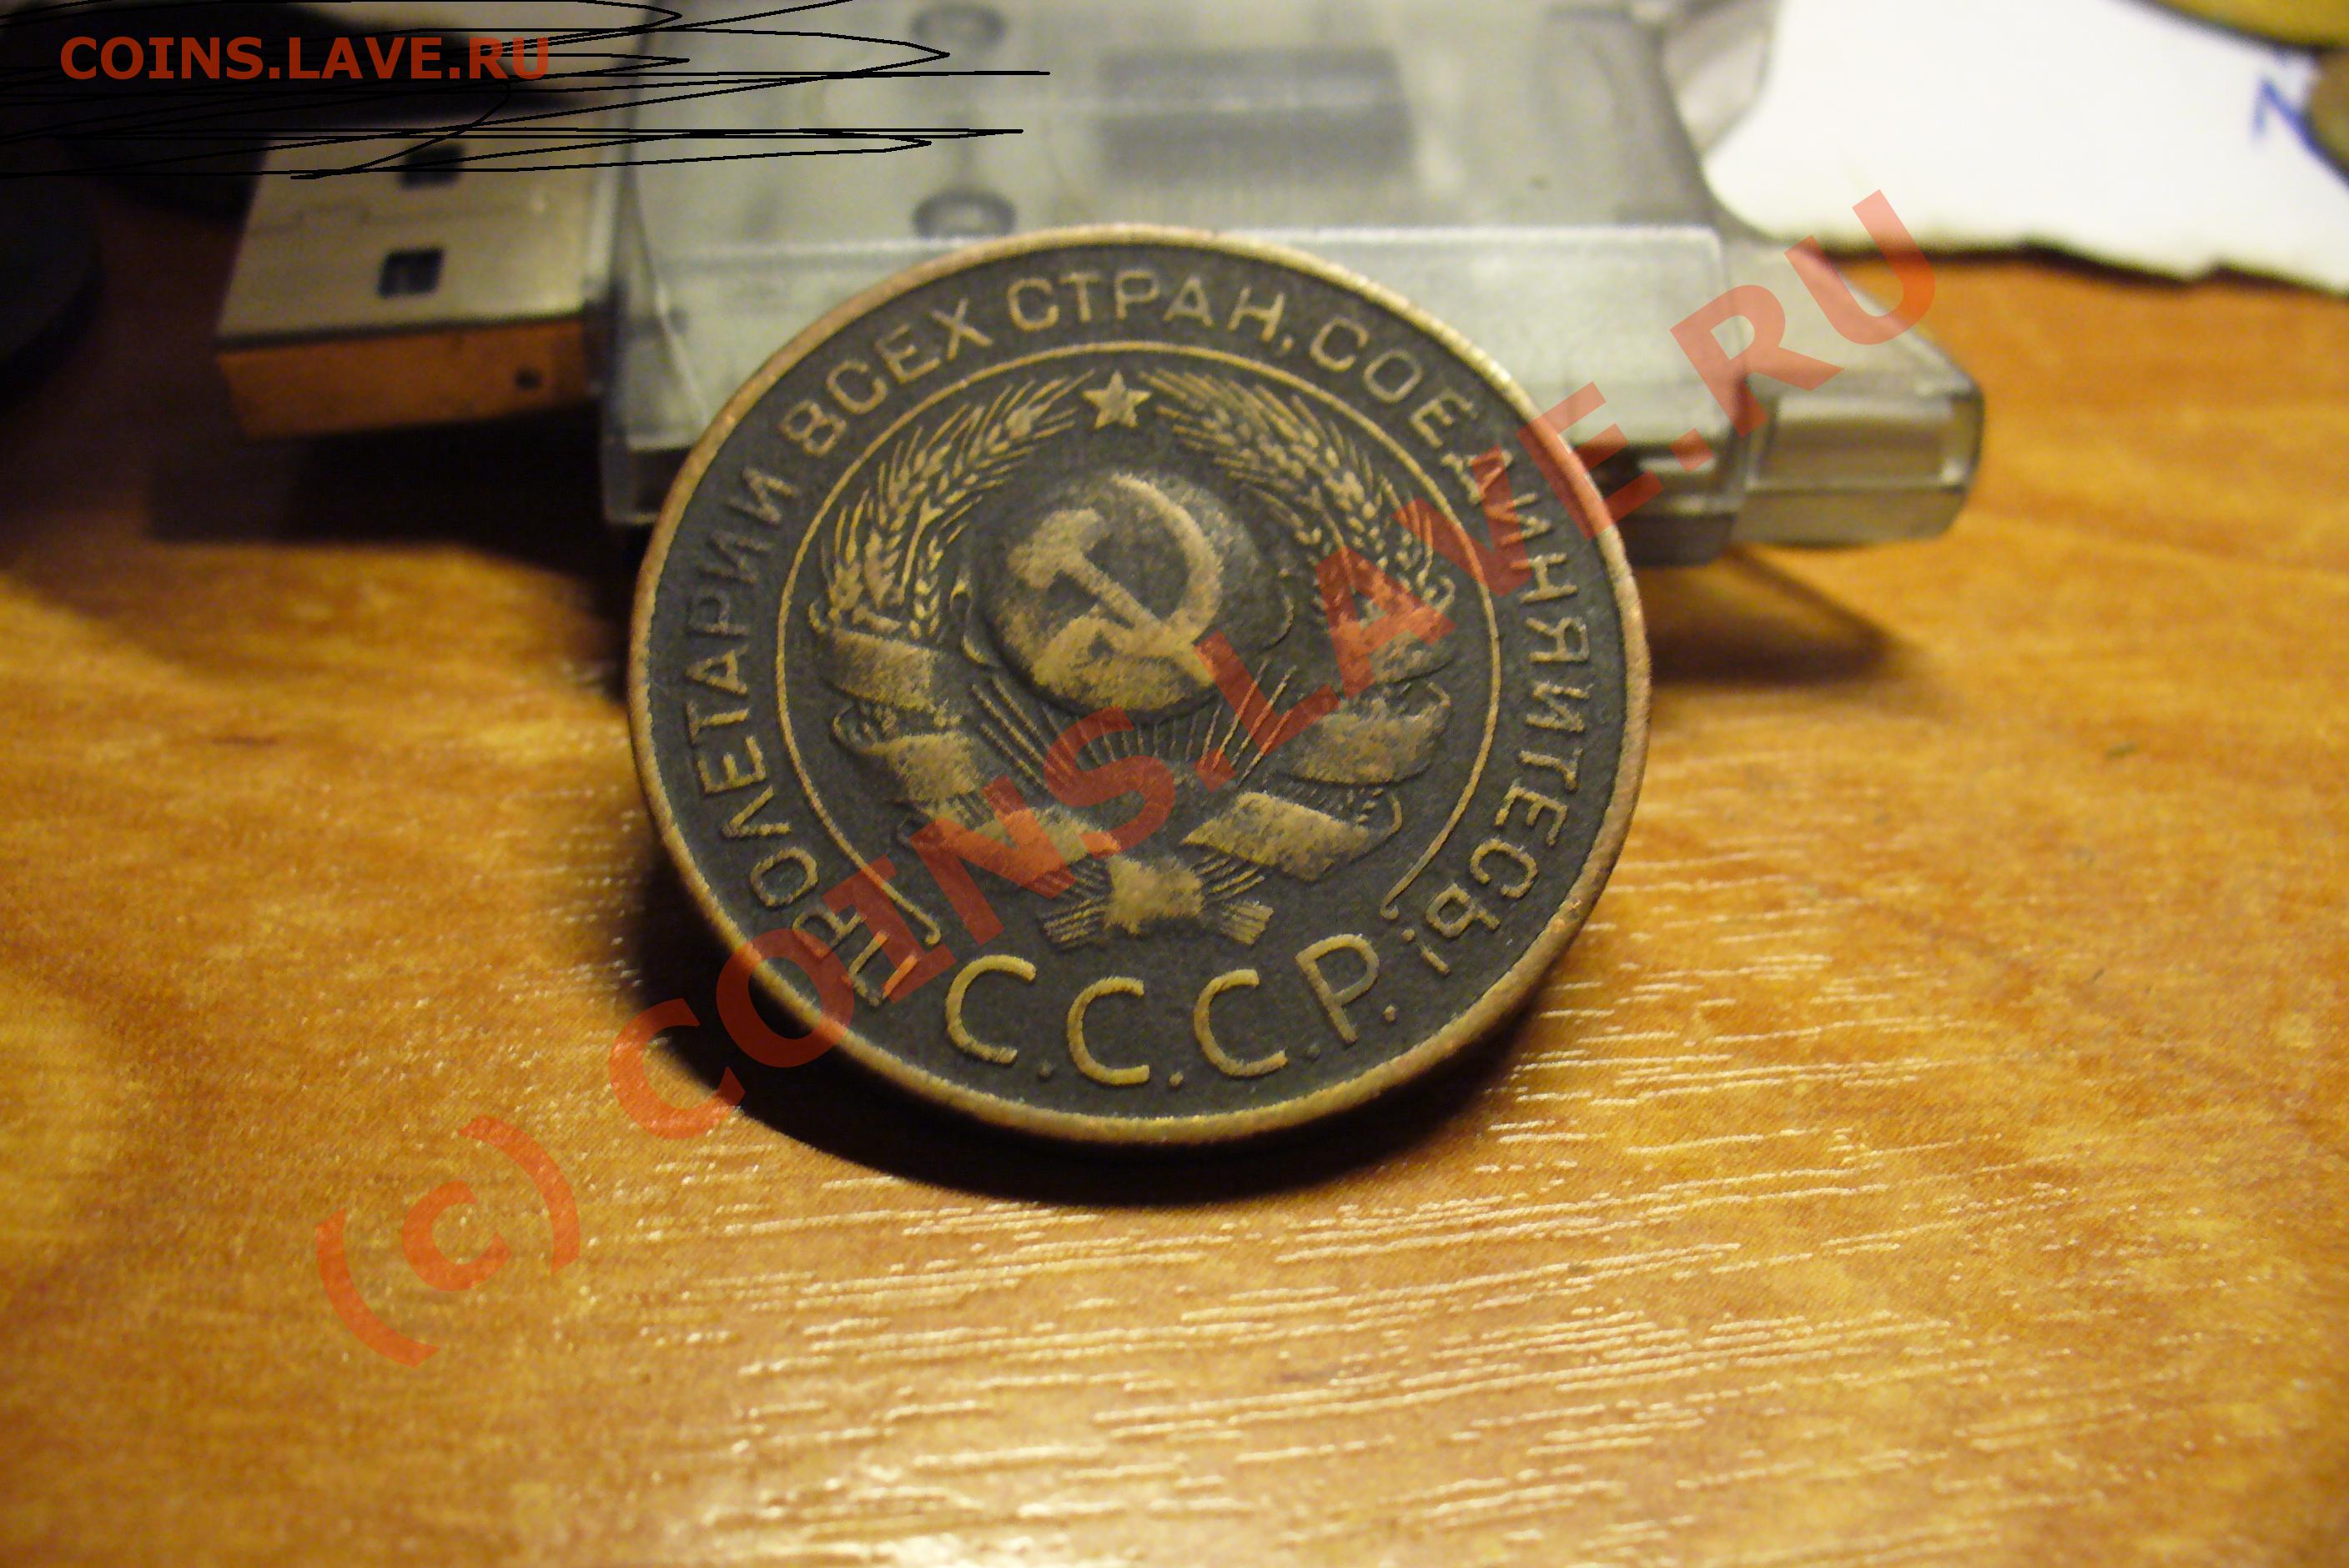 COINS.LAVE.RU
ПРОЛЕТАРИИ ВСЕХ СТРАН, СОЕДИНЯЙТЕСЬ!
С.С.С.Р.
(c) COINS.LAVE.RU